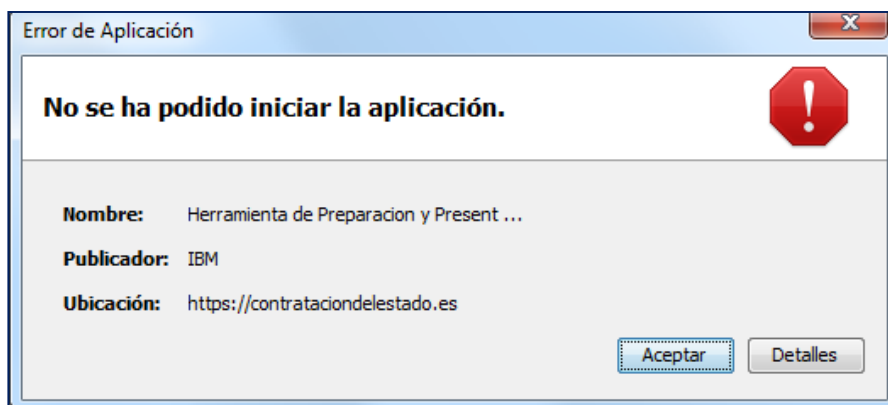 Error de Aplicación
No se ha podido iniciar la aplicación.
Nombre: Herramienta de Preparacion y Present ...
Publicador: IBM
Ubicación: https://contrataciondelestado.es
Aceptar Detalles